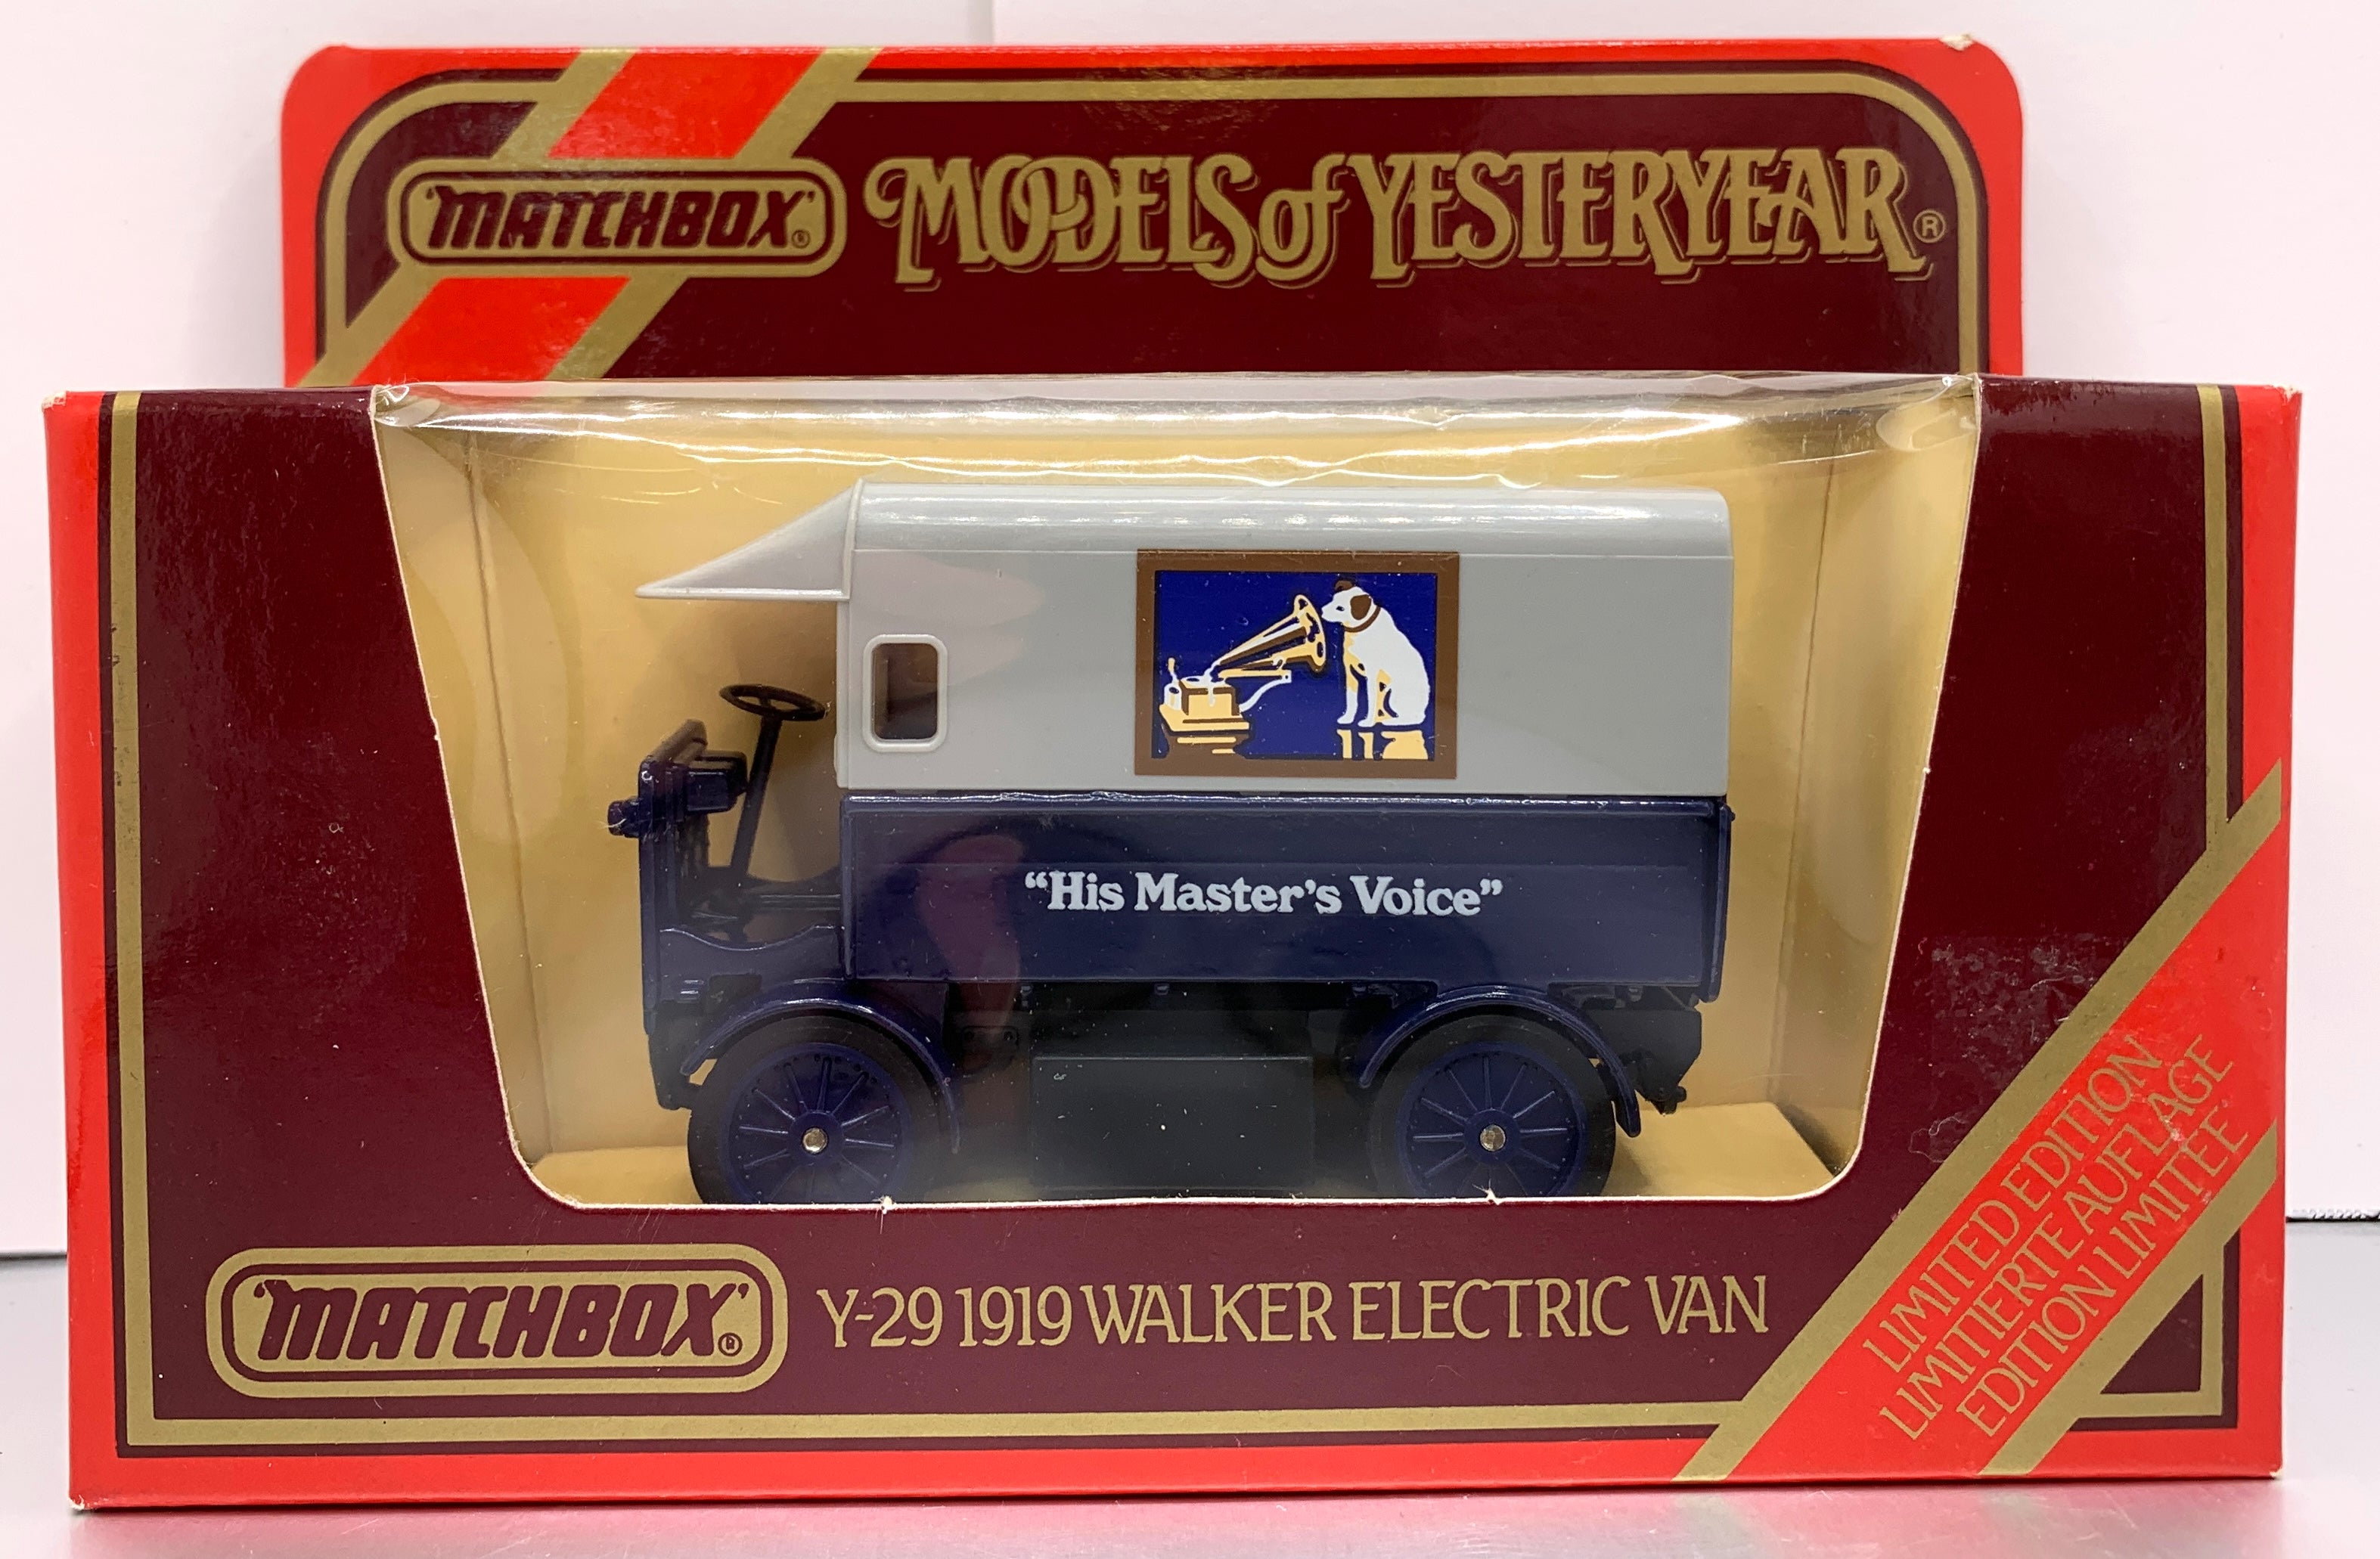 'MATCHBOX'® MODELS of YESTERYEAR®
“His Master’s Voice”
'MATCHBOX'® Y-29 1919 WALKER ELECTRIC VAN
LIMITED EDITION
LIMITIERTE AUFLAGE
EDITION LIMITEE